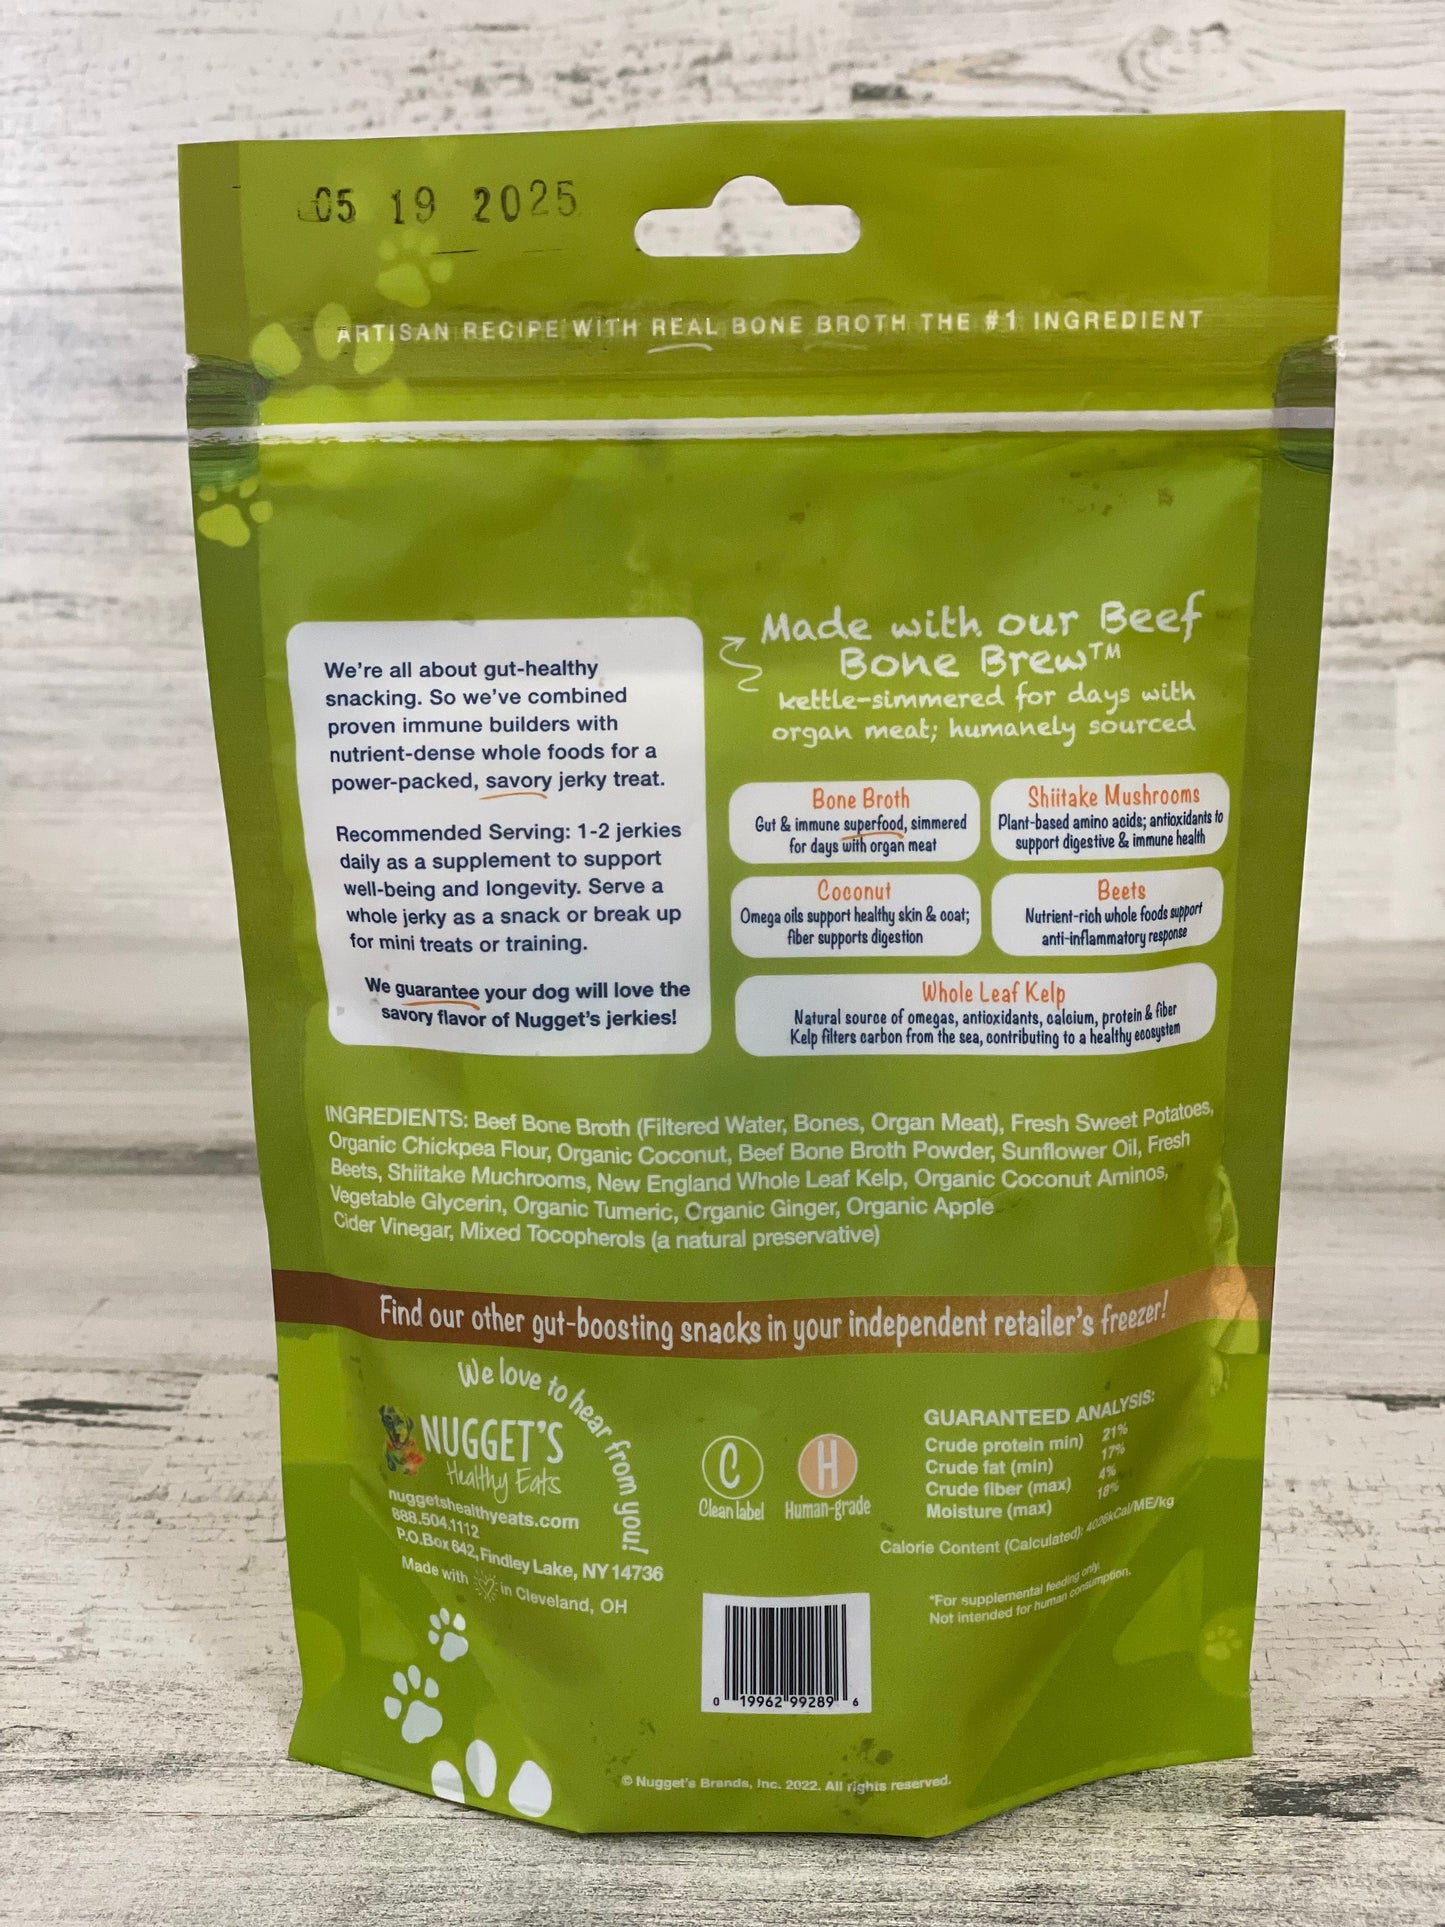 05 19 2025
ARTISAN RECIPE WITH REAL BONE BROTH THE #1 INGREDIENT
We're all about gut-healthy
snacking. So we've combined
proven immune builders with
nutrient-dense whole foods for a
power-packed, savory jerky treat.
Recommended Serving: 1-2 jerkies
daily as a supplement to support
well-being and longevity. Serve a
whole jerky as a snack or break up
for mini treats or training.
We guarantee your dog will love the
savory flavor of Nugget's jerkies!
Made with our Beef
Bone Brew™
kettle-simmered for days with
organ meat; humanely sourced
Bone Broth
Gut & immune superfood, simmered
for days with organ meat
Shiitake Mushrooms
Plant-based amino acids; antioxidants to
support digestive & immune health
Coconut
Omega oils support healthy skin & coat;
fiber supports digestion
Beets
Nutrient-rich whole foods support
anti-inflammatory response
Whole Leaf Kelp
Natural source of omegas, antioxidants, calcium, protein & fiber
Kelp filters carbon from the sea, contributing to a healthy ecosystem
INGREDIENTS: Beef Bone Broth (Filtered Water, Bones, Organ Meat), Fresh Sweet Potatoes,
Organic Chickpea Flour, Organic Coconut, Beef Bone Broth Powder, Sunflower Oil, Fresh
Beets, Shiitake Muchrooms, New England Whole Leaf Kelp, Organic Coconut Aminos,
Vegetable Glycerin, Organic Tumeric, Organic Ginger, Organic Apple
Cider Vinegar, Mixed Tocopherols (a natural preservative)
Find our other gut-boosting snacks in your independent retailer's freezer!
We love to hear from you!
NUGGET'S
Healthy Eats
nuggetshealthyeats.com
888.504.1112
P.O.Box 642, Findley Lake, NY 14736
Made with in Cleveland, OH
C
Clean label
H
Human-grade
GUARANTEED ANALYSIS:
Crude protein min) 21%
Crude fat (min) 17%
Crude fiber (max) 4%
Moisture (max) 18%
Calorie Content (Calculated): 4026kCal/ME/kg
*For supplemental feeding only.
Not intended for human consumption.
0 19962 99289 6
© Nugget's Brands, Inc. 2022. All rights reserved.